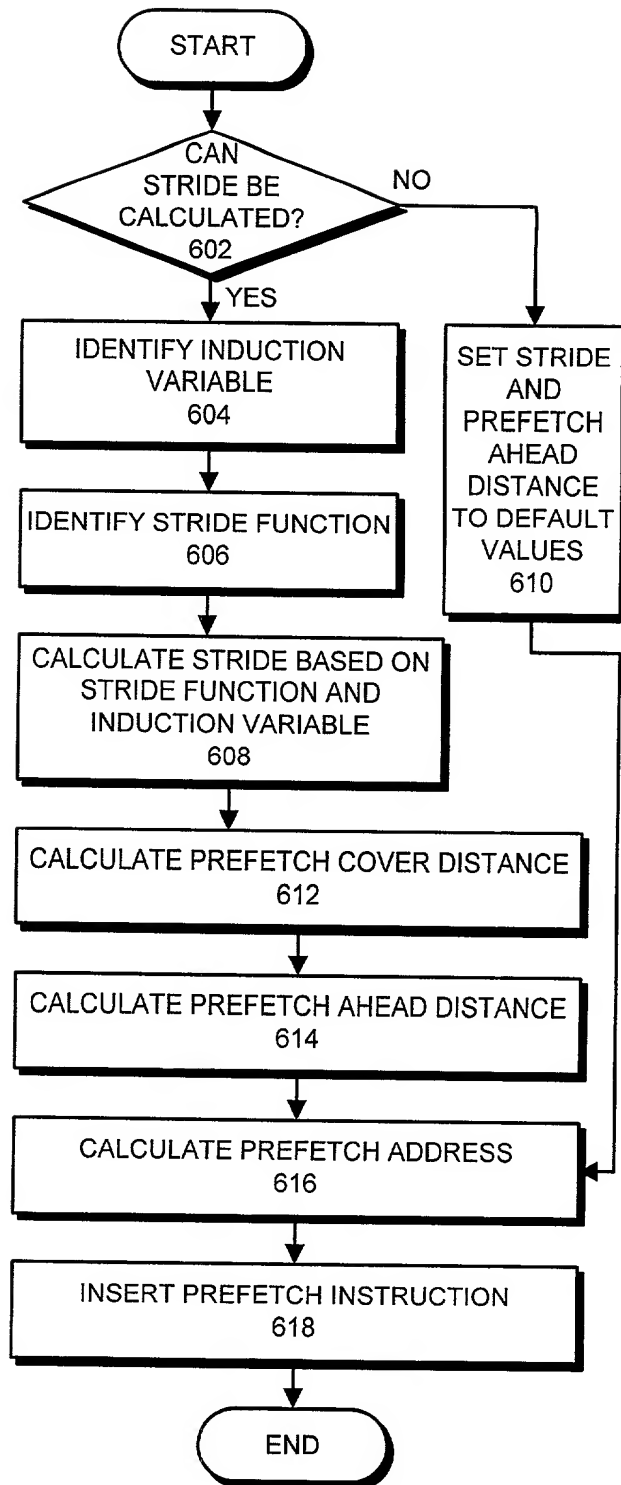 START
CAN
STRIDE BE
CALCULATED?
602
NO
YES
IDENTIFY INDUCTION
VARIABLE
604
SET STRIDE
AND
PREFETCH
AHEAD
DISTANCE
TO DEFAULT
VALUES
610
IDENTIFY STRIDE FUNCTION
606
CALCULATE STRIDE BASED ON
STRIDE FUNCTION AND
INDUCTION VARIABLE
608
CALCULATE PREFETCH COVER DISTANCE
612
CALCULATE PREFETCH AHEAD DISTANCE
614
CALCULATE PREFETCH ADDRESS
616
INSERT PREFETCH INSTRUCTION
618
END